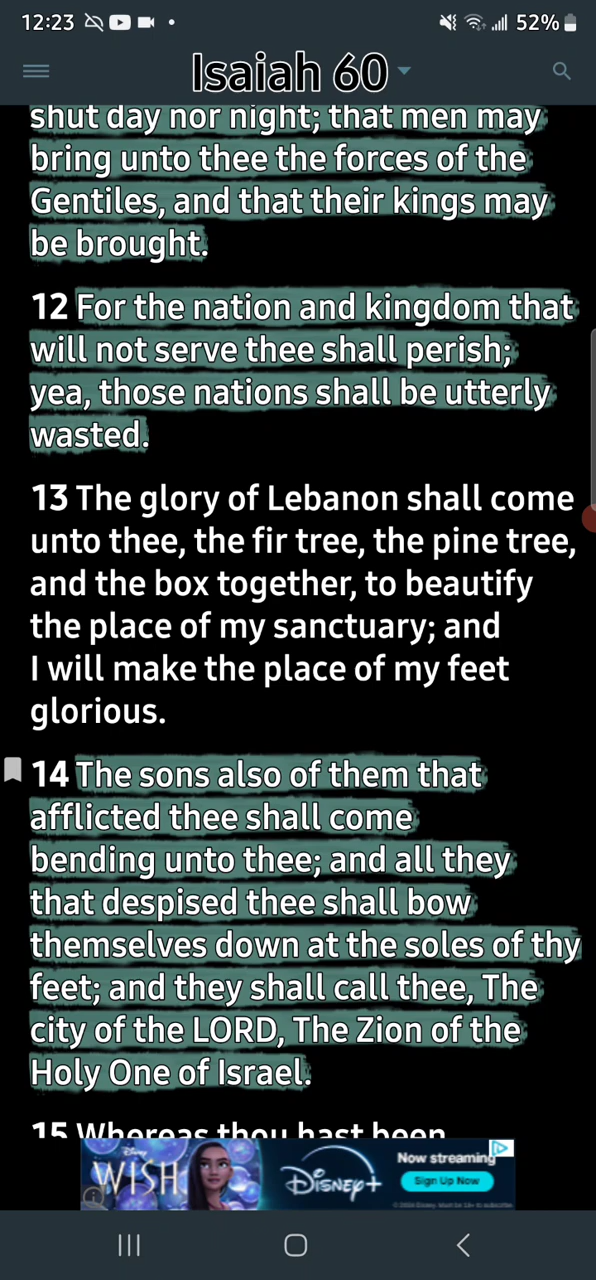 12:23 52%
Isaiah 60
shut day nor night; that men may
bring unto thee the forces of the
Gentiles, and that their kings may
be brought.
12 For the nation and kingdom that
will not serve thee shall perish;
yea, those nations shall be utterly
wasted.
13 The glory of Lebanon shall come
unto thee, the fir tree, the pine tree,
and the box together, to beautify
the place of my sanctuary; and
I will make the place of my feet
glorious.
14 The sons also of them that
afflicted thee shall come
bending unto thee; and all they
that despised thee shall bow
themselves down at the soles of thy
feet; and they shall call thee, The
city of the LORD, The Zion of the
Holy One of Israel.
15 Whereas thou hast been
Disney
WISH
Disney+
Now streaming
Sign Up Now